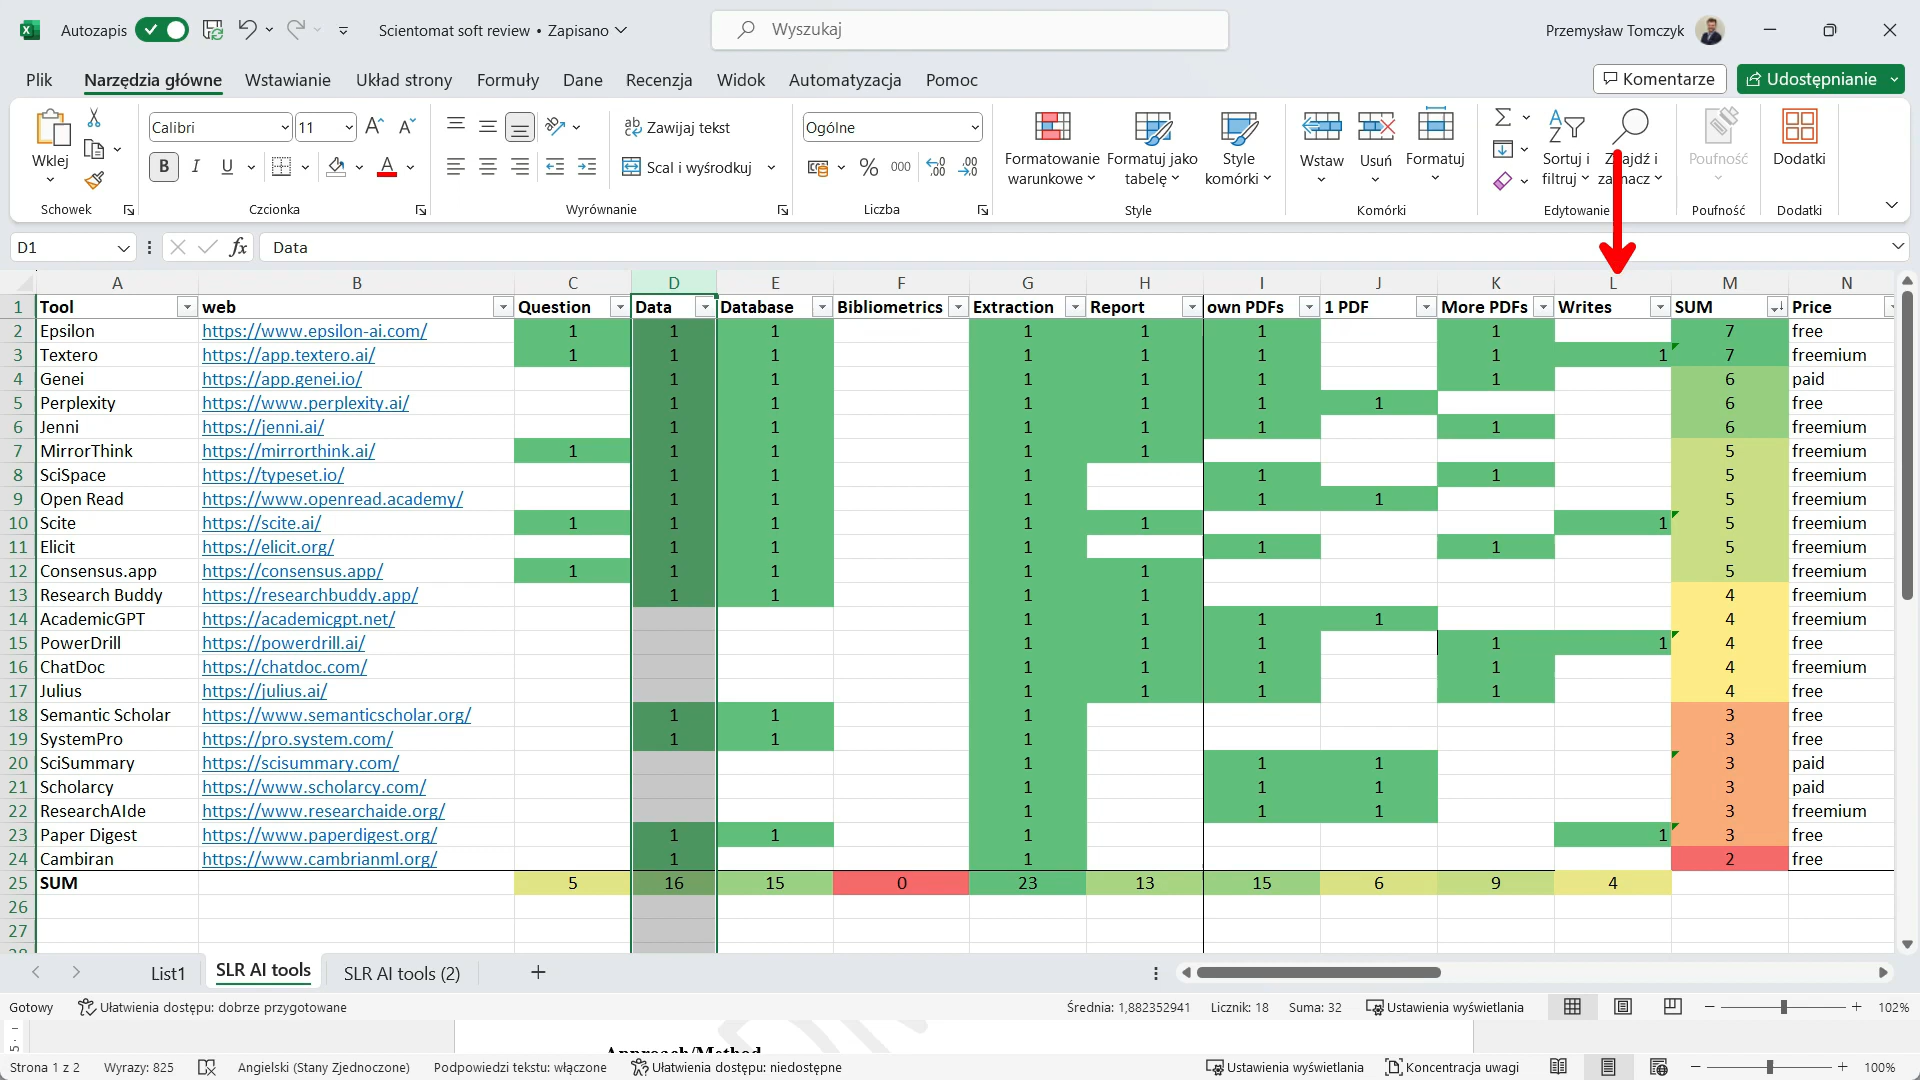 Autozapis Scientomat soft review • Zapisano Wyszukaj Przemysław Tomczyk
Plik Narzędzia główne Wstawianie Układ strony Formuły Dane Recenzja Widok Automatyzacja Pomoc Komentarze Udostępnianie
Wklej Calibri 11 Zawijaj tekst Ogólne Formatowanie warunkowe Formatuj jako tabelę Style komórki Wstaw Usuń Formatuj Sortuj i filtruj Znajdź i zaznacz Poufność Dodatki
B I U A Scal i wyśrodkuj % 000
Schowek Czcionka Wyrównanie Liczba Style Komórki Edytowanie Poufność Dodatki
D1 fx Data
A B C D E F G H I J K L M N
1 Tool web Question Data Database Bibliometrics Extraction Report own PDFs 1 PDF More PDFs Writes SUM Price
2 Epsilon https://www.epsilon-ai.com/ 1 1 1 1 1 1 1 7 free
3 Textero https://app.textero.ai/ 1 1 1 1 1 1 1 1 7 freemium
4 Genei https://app.genei.io/ 1 1 1 1 1 1 6 paid
5 Perplexity https://www.perplexity.ai/ 1 1 1 1 1 1 6 free
6 Jenni https://jenni.ai/ 1 1 1 1 1 1 6 freemium
7 MirrorThink https://mirrorthink.ai/ 1 1 1 1 1 5 freemium
8 SciSpace https://typeset.io/ 1 1 1 1 1 5 freemium
9 Open Read https://www.openread.academy/ 1 1 1 1 1 5 freemium
10 Scite https://scite.ai/ 1 1 1 1 1 1 5 freemium
11 Elicit https://elicit.org/ 1 1 1 1 1 5 freemium
12 Consensus.app https://consensus.app/ 1 1 1 1 1 5 freemium
13 Research Buddy https://researchbuddy.app/ 1 1 1 1 4 freemium
14 AcademicGPT https://academicgpt.net/ 1 1 1 1 4 freemium
15 PowerDrill https://powerdrill.ai/ 1 1 1 1 1 4 free
16 ChatDoc https://chatdoc.com/ 1 1 1 1 4 freemium
17 Julius https://julius.ai/ 1 1 1 1 4 free
18 Semantic Scholar https://www.semanticscholar.org/ 1 1 1 3 free
19 SystemPro https://pro.system.com/ 1 1 1 3 free
20 SciSummary https://scisummary.com/ 1 1 1 3 paid
21 Scholarcy https://www.scholarcy.com/ 1 1 1 3 paid
22 ResearchAIde https://www.researchaide.org/ 1 1 1 3 freemium
23 Paper Digest https://www.paperdigest.org/ 1 1 1 1 3 free
24 Cambiran https://www.cambrianml.org/ 1 1 2 free
25 SUM 5 16 15 0 23 13 15 6 9 4
26
27
List1 SLR AI tools SLR AI tools (2) +
Gotowy Ułatwienia dostępu: dobrze przygotowane Średnia: 1,882352941 Licznik: 18 Suma: 32 Ustawienia wyświetlania 102%
Approach/Method
Strona 1 z 2 Wyrazy: 825 Angielski (Stany Zjednoczone) Podpowiedzi tekstu: włączone Ułatwienia dostępu: niedostępne Ustawienia wyświetlania Koncentracja uwagi 100%